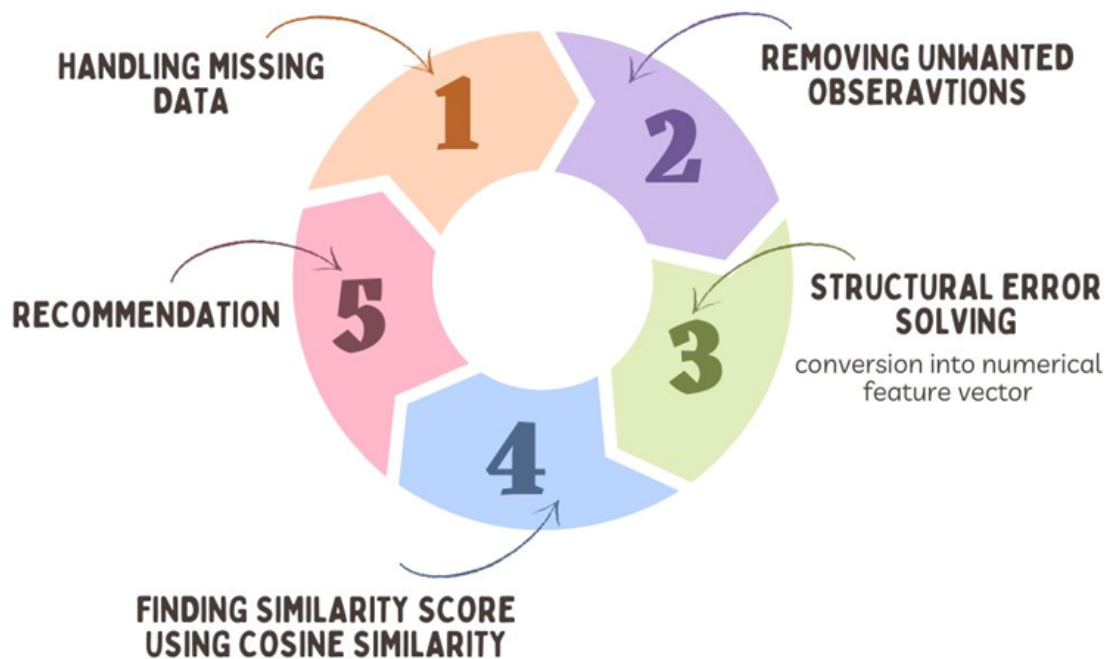 HANDLING MISSING
DATA
1
2
REMOVING UNWANTED
OBSERAVTIONS
3
STRUCTURAL ERROR
SOLVING
conversion into numerical
feature vector
4
FINDING SIMILARITY SCORE
USING COSINE SIMILARITY
5
RECOMMENDATION